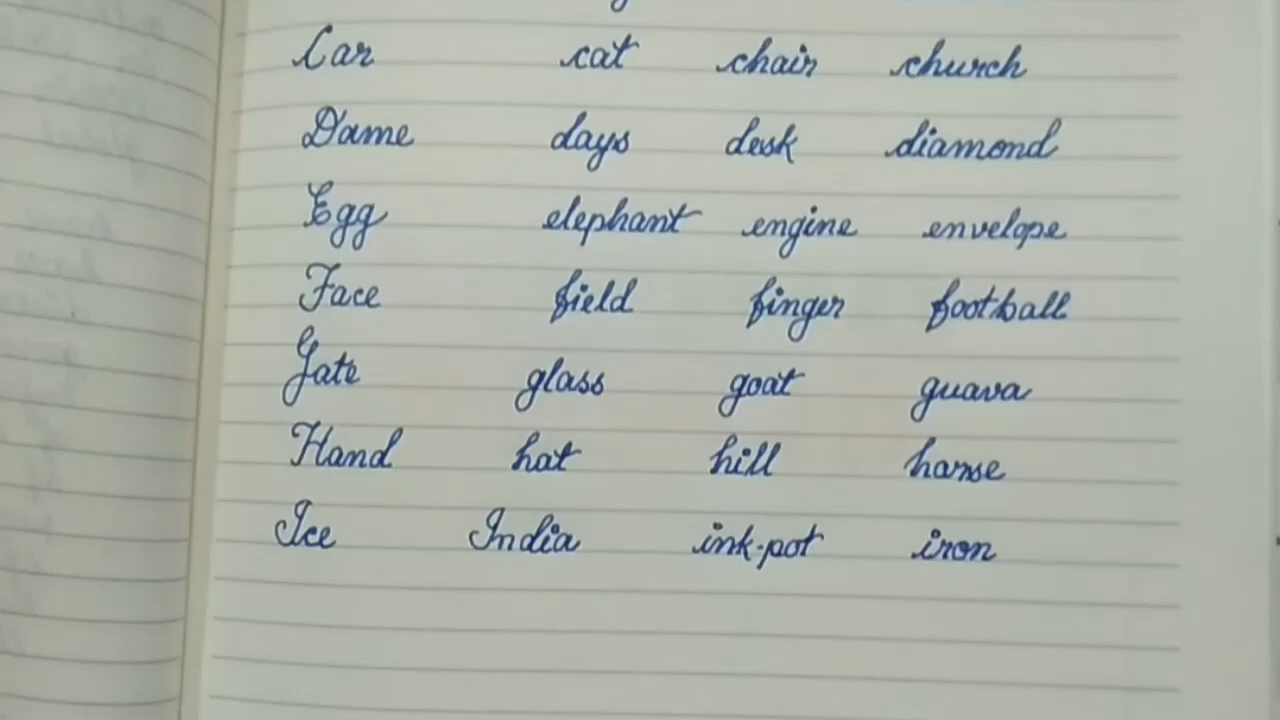 Car cat chair church
Dame days desk diamond
Egg elephant engine envelope
Face field finger football
Gate glass goat guava
Hand hat hill horse
Ice India ink-pot iron